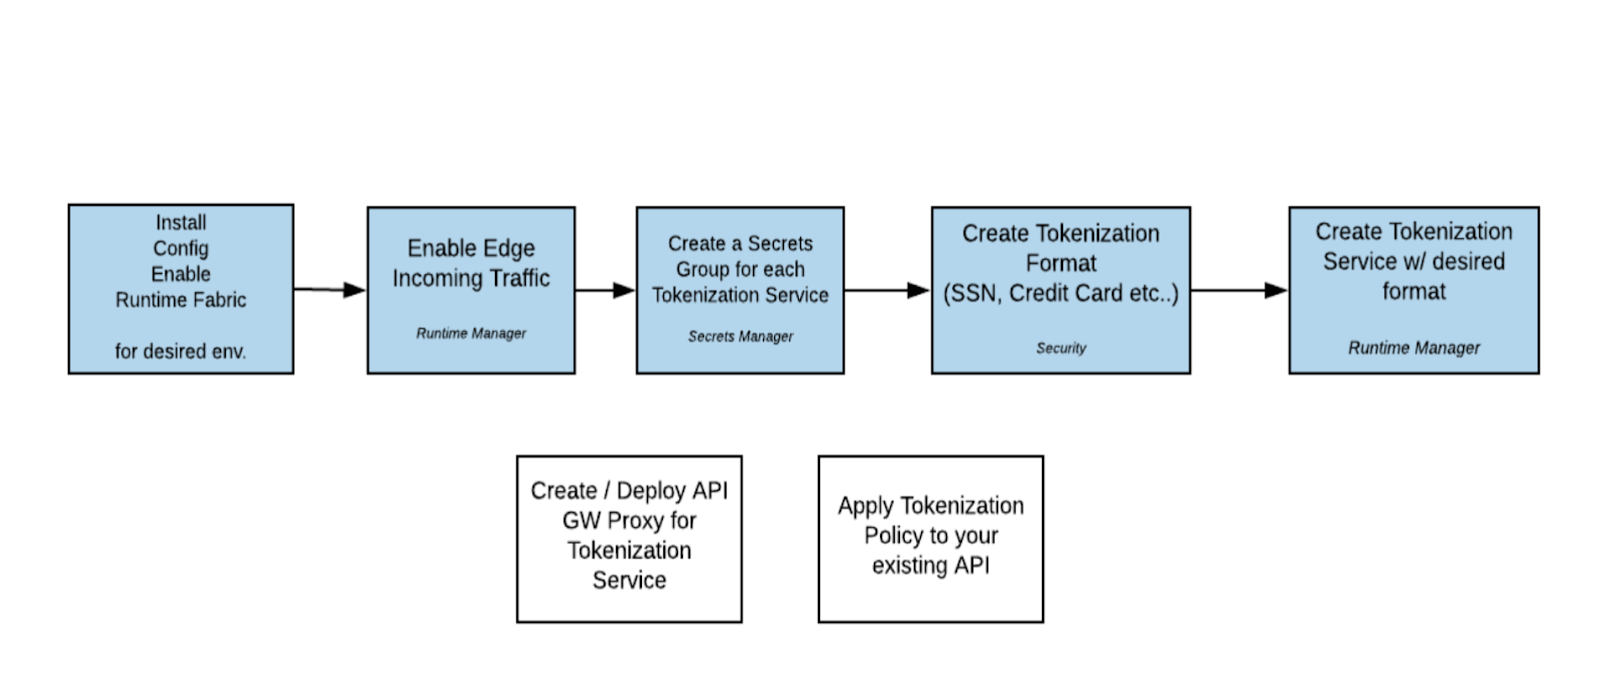 Install
Config
Enable
Runtime Fabric
for desired env.
Enable Edge
Incoming Traffic
Runtime Manager
Create a Secrets
Group for each
Tokenization Service
Secrets Manager
Create Tokenization
Format
(SSN, Credit Card etc..)
Security
Create Tokenization
Service w/ desired
format
Runtime Manager
Create / Deploy API
GW Proxy for
Tokenization
Service
Apply Tokenization
Policy to your
existing API